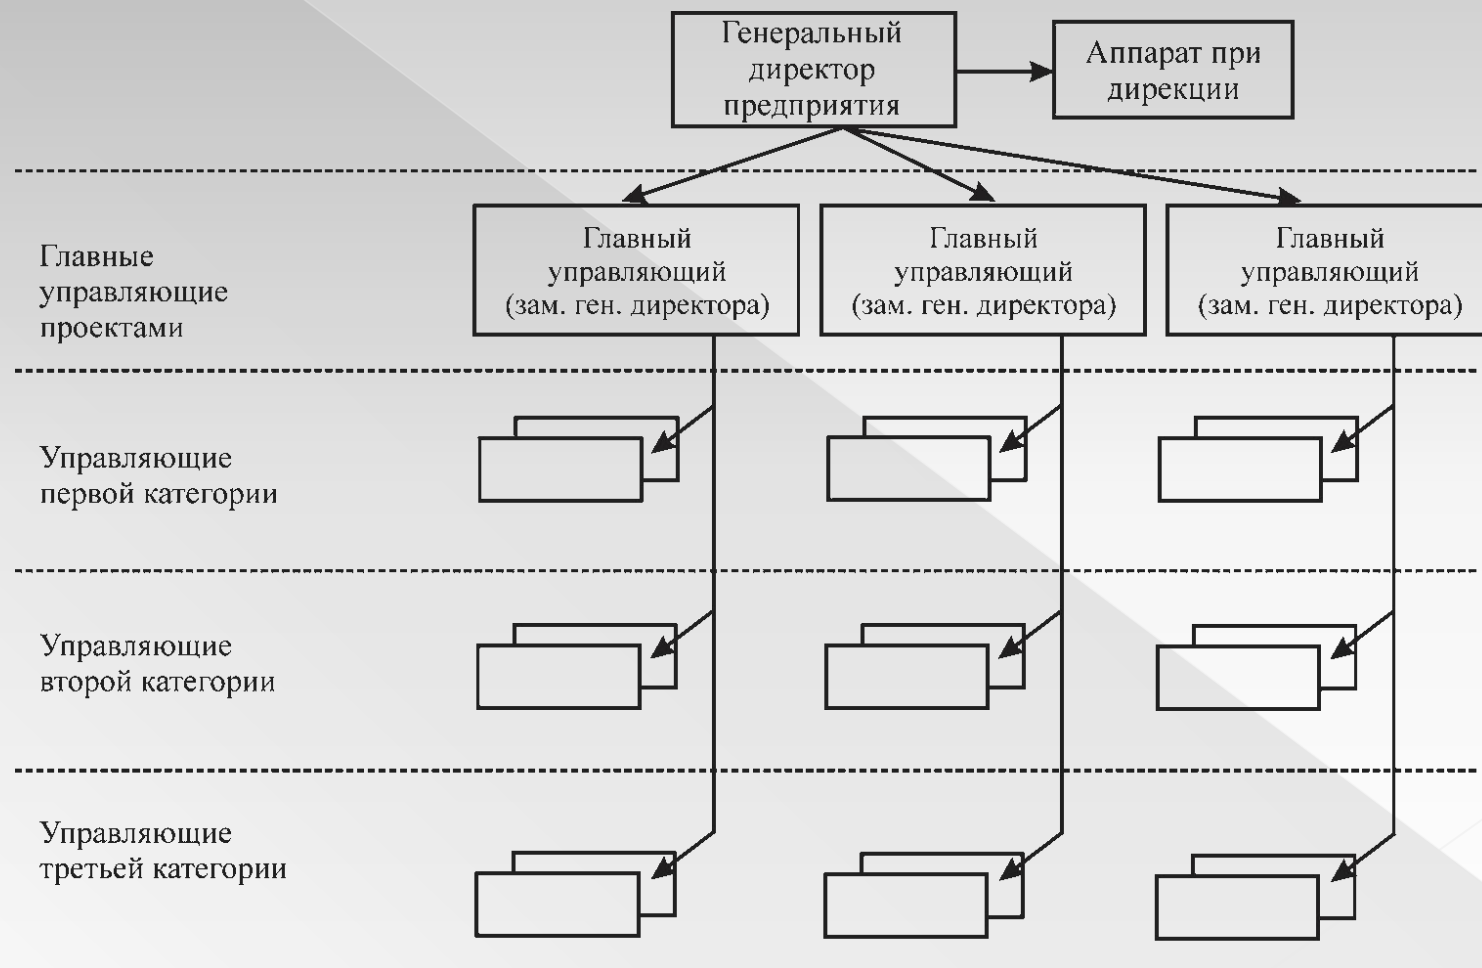 Генеральный
директор
предприятия
Аппарат при
дирекции
Главные
управляющие
проектами
Главный
управляющий
(зам. ген. директора)
Главный
управляющий
(зам. ген. директора)
Главный
управляющий
(зам. ген. директора)
Управляющие
первой категории
Управляющие
второй категории
Управляющие
третьей категории